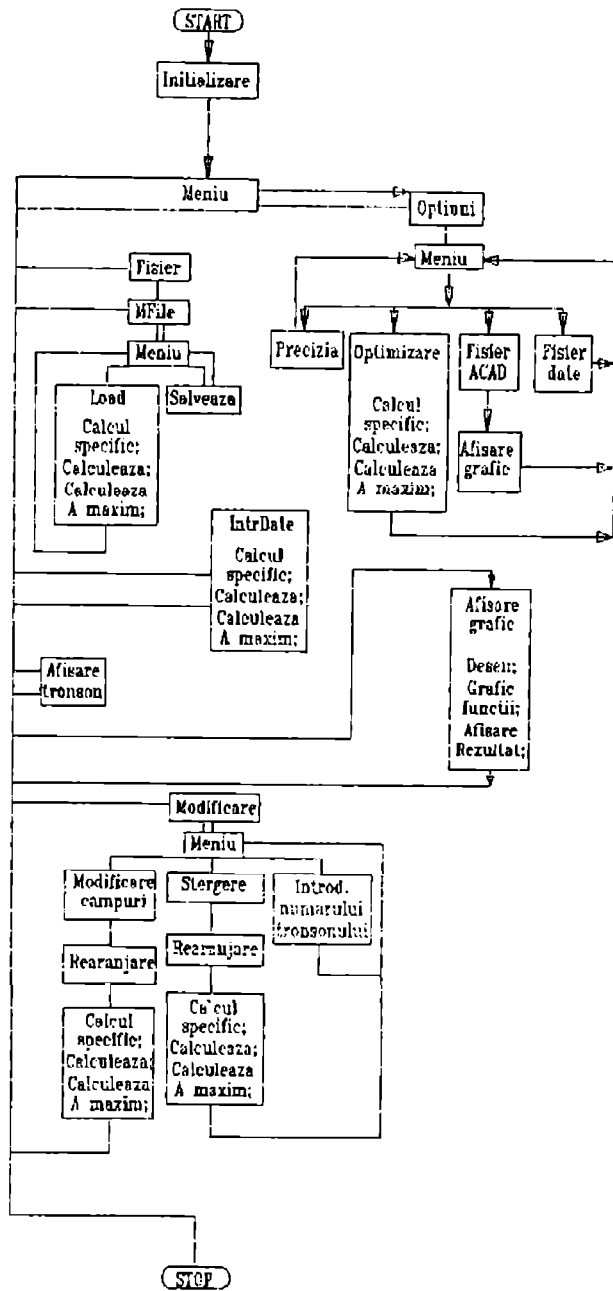 START
Initializare
Meniu
Optiuni
Meniu
Precizia
Optimizare
Calcul
specific;
Calculeaza;
Calculeaza
A maxim;
Fisier
ACAD
Afisare
grafic
Fisier
date
Fisier
MFile
Meniu
Load
Calcul
specific;
Calculeaza;
Calculeaza
A maxim;
Salveaza
IntrDate
Calcul
specific;
Calculeaza;
Calculeaza
A maxim;
Afisare
tronson
Afisare
grafic
Desen;
Grafic
functii;
Afisare
Rezultat;
Modificare
Meniu
Modificare
campuri
Rearanjare
Calcul
specific;
Calculeaza;
Calculeaza
A maxim;
Stergere
Rearanjare
Calcul
specific;
Calculeaza;
Calculeaza
A maxim;
Introd.
numarului
tronsonului
STOP